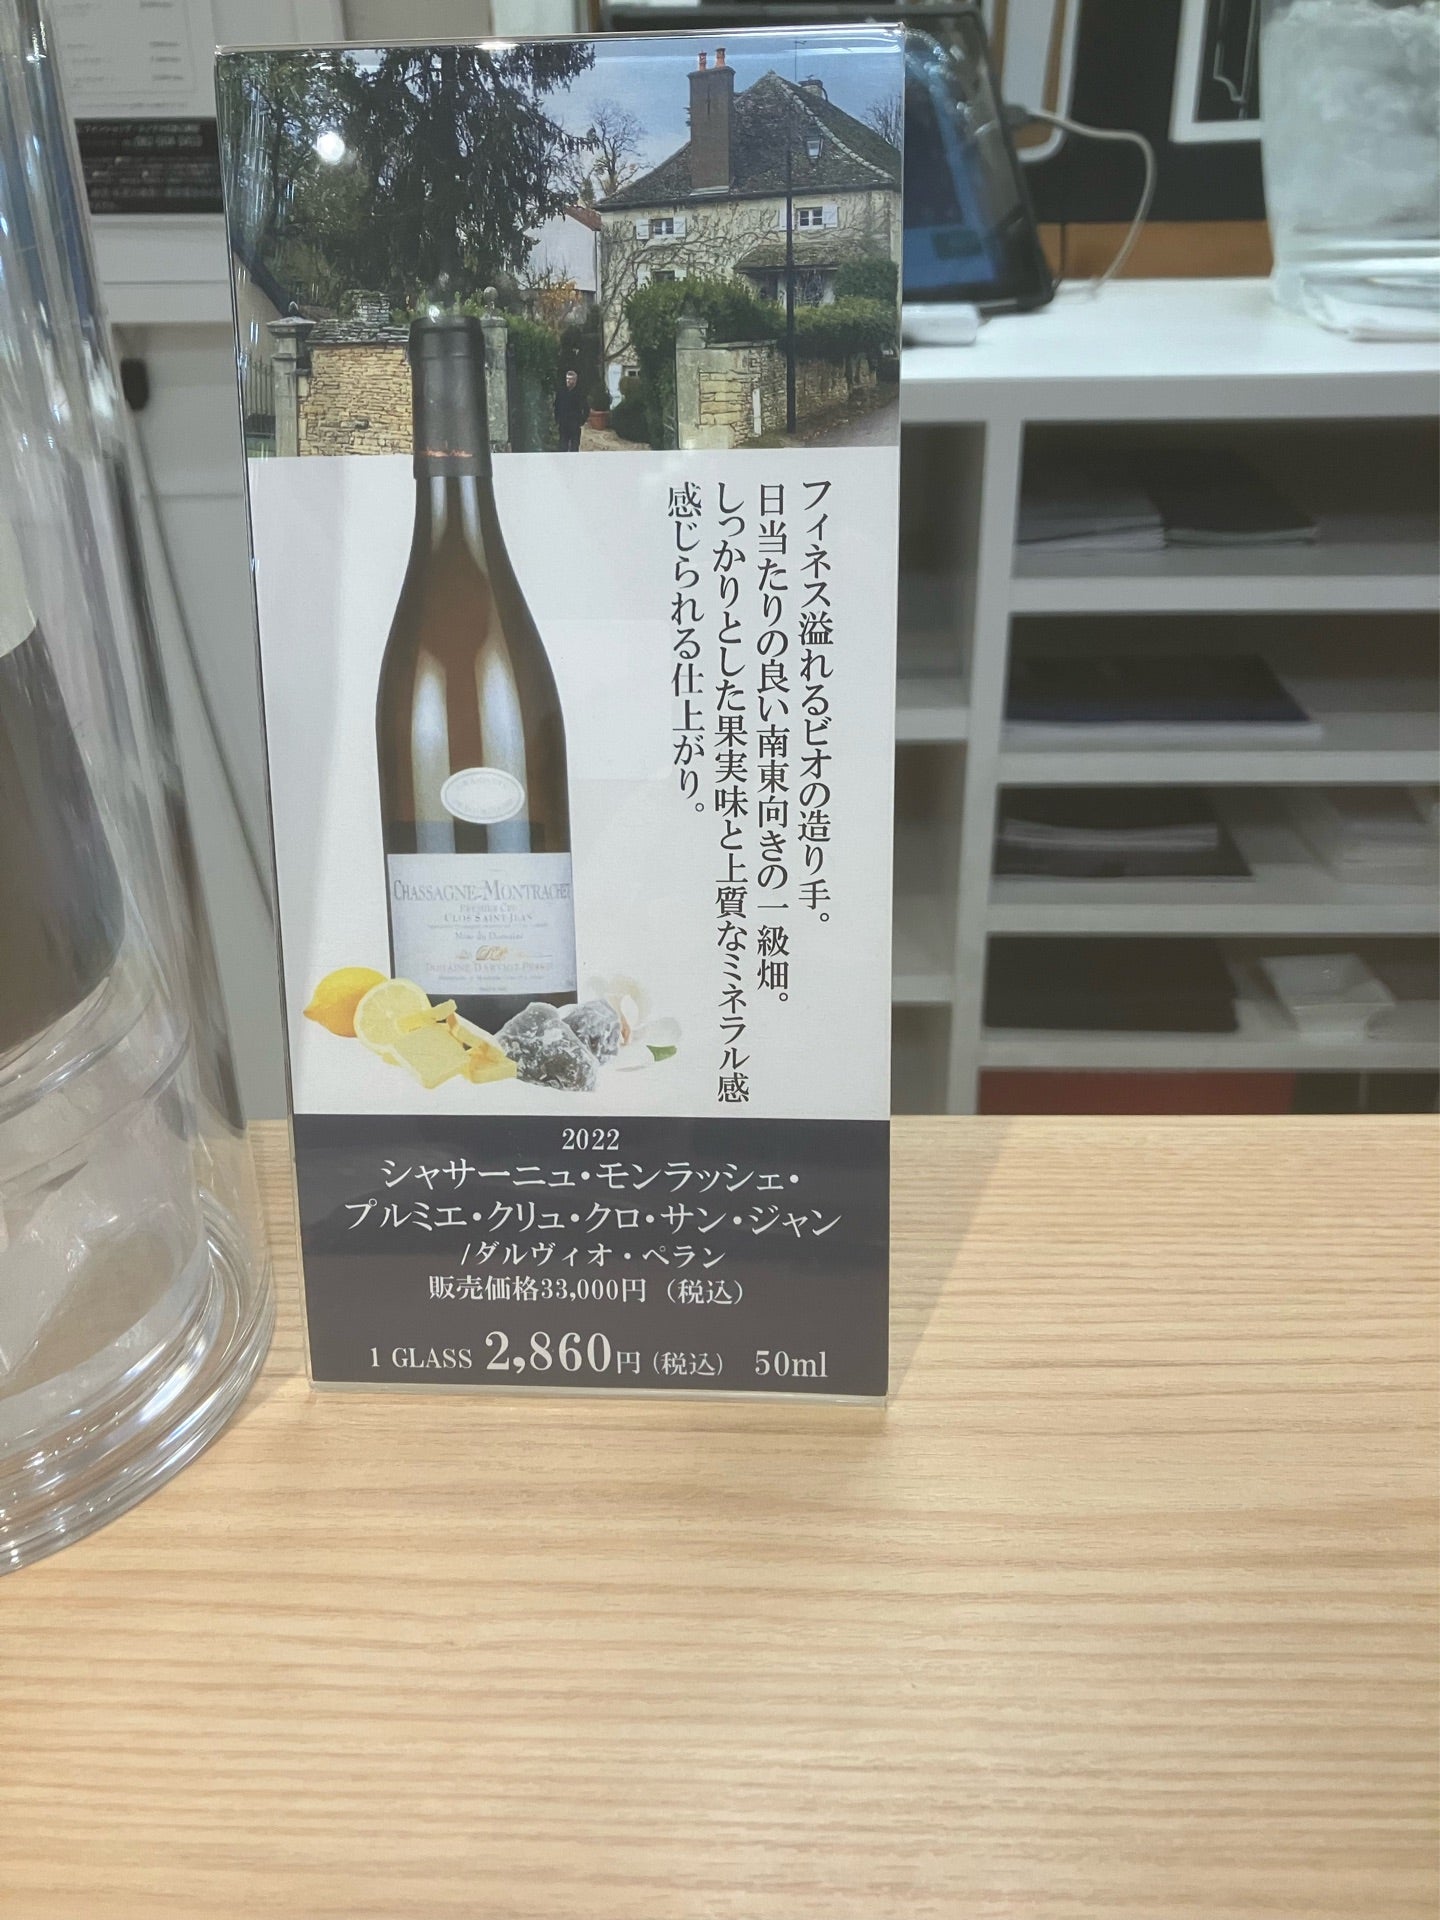 フィネス溢れるビオの造り手。
日当たりの良い南東向きの一級畑。
しっかりとした果実味と上質なミネラル感
感じられる仕上がり。
CHASSAGNE-MONTRACHET
PREMIER CRU
CLOS SAINT JEAN
Mise du Domaine
2022
シャサーニュ・モンラッシェ・
プルミエ・クリュ・クロ・サン・ジャン
/ダルヴィオ・ペラン
販売価格33,000円（税込）
1 GLASS 2,860円（税込） 50ml